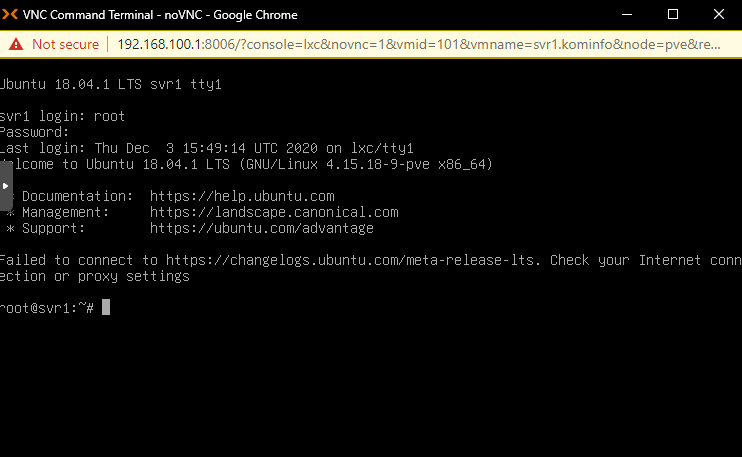 VNC Command Terminal - noVNC - Google Chrome
Not secure | 192.168.100.1:8006/?console=lxc&novnc=1&vmid=101&vmname=svr1.kominfo&node=pve&re...
Ubuntu 18.04.1 LTS svr1 tty1
svr1 login: root
Password:
Last login: Thu Dec  3 15:49:14 UTC 2020 on lxc/tty1
Welcome to Ubuntu 18.04.1 LTS (GNU/Linux 4.15.18-9-pve x86_64)
* Documentation:  https://help.ubuntu.com
* Management:     https://landscape.canonical.com
* Support:        https://ubuntu.com/advantage
Failed to connect to https://changelogs.ubuntu.com/meta-release-lts. Check your Internet conn
ection or proxy settings
root@svr1:~#